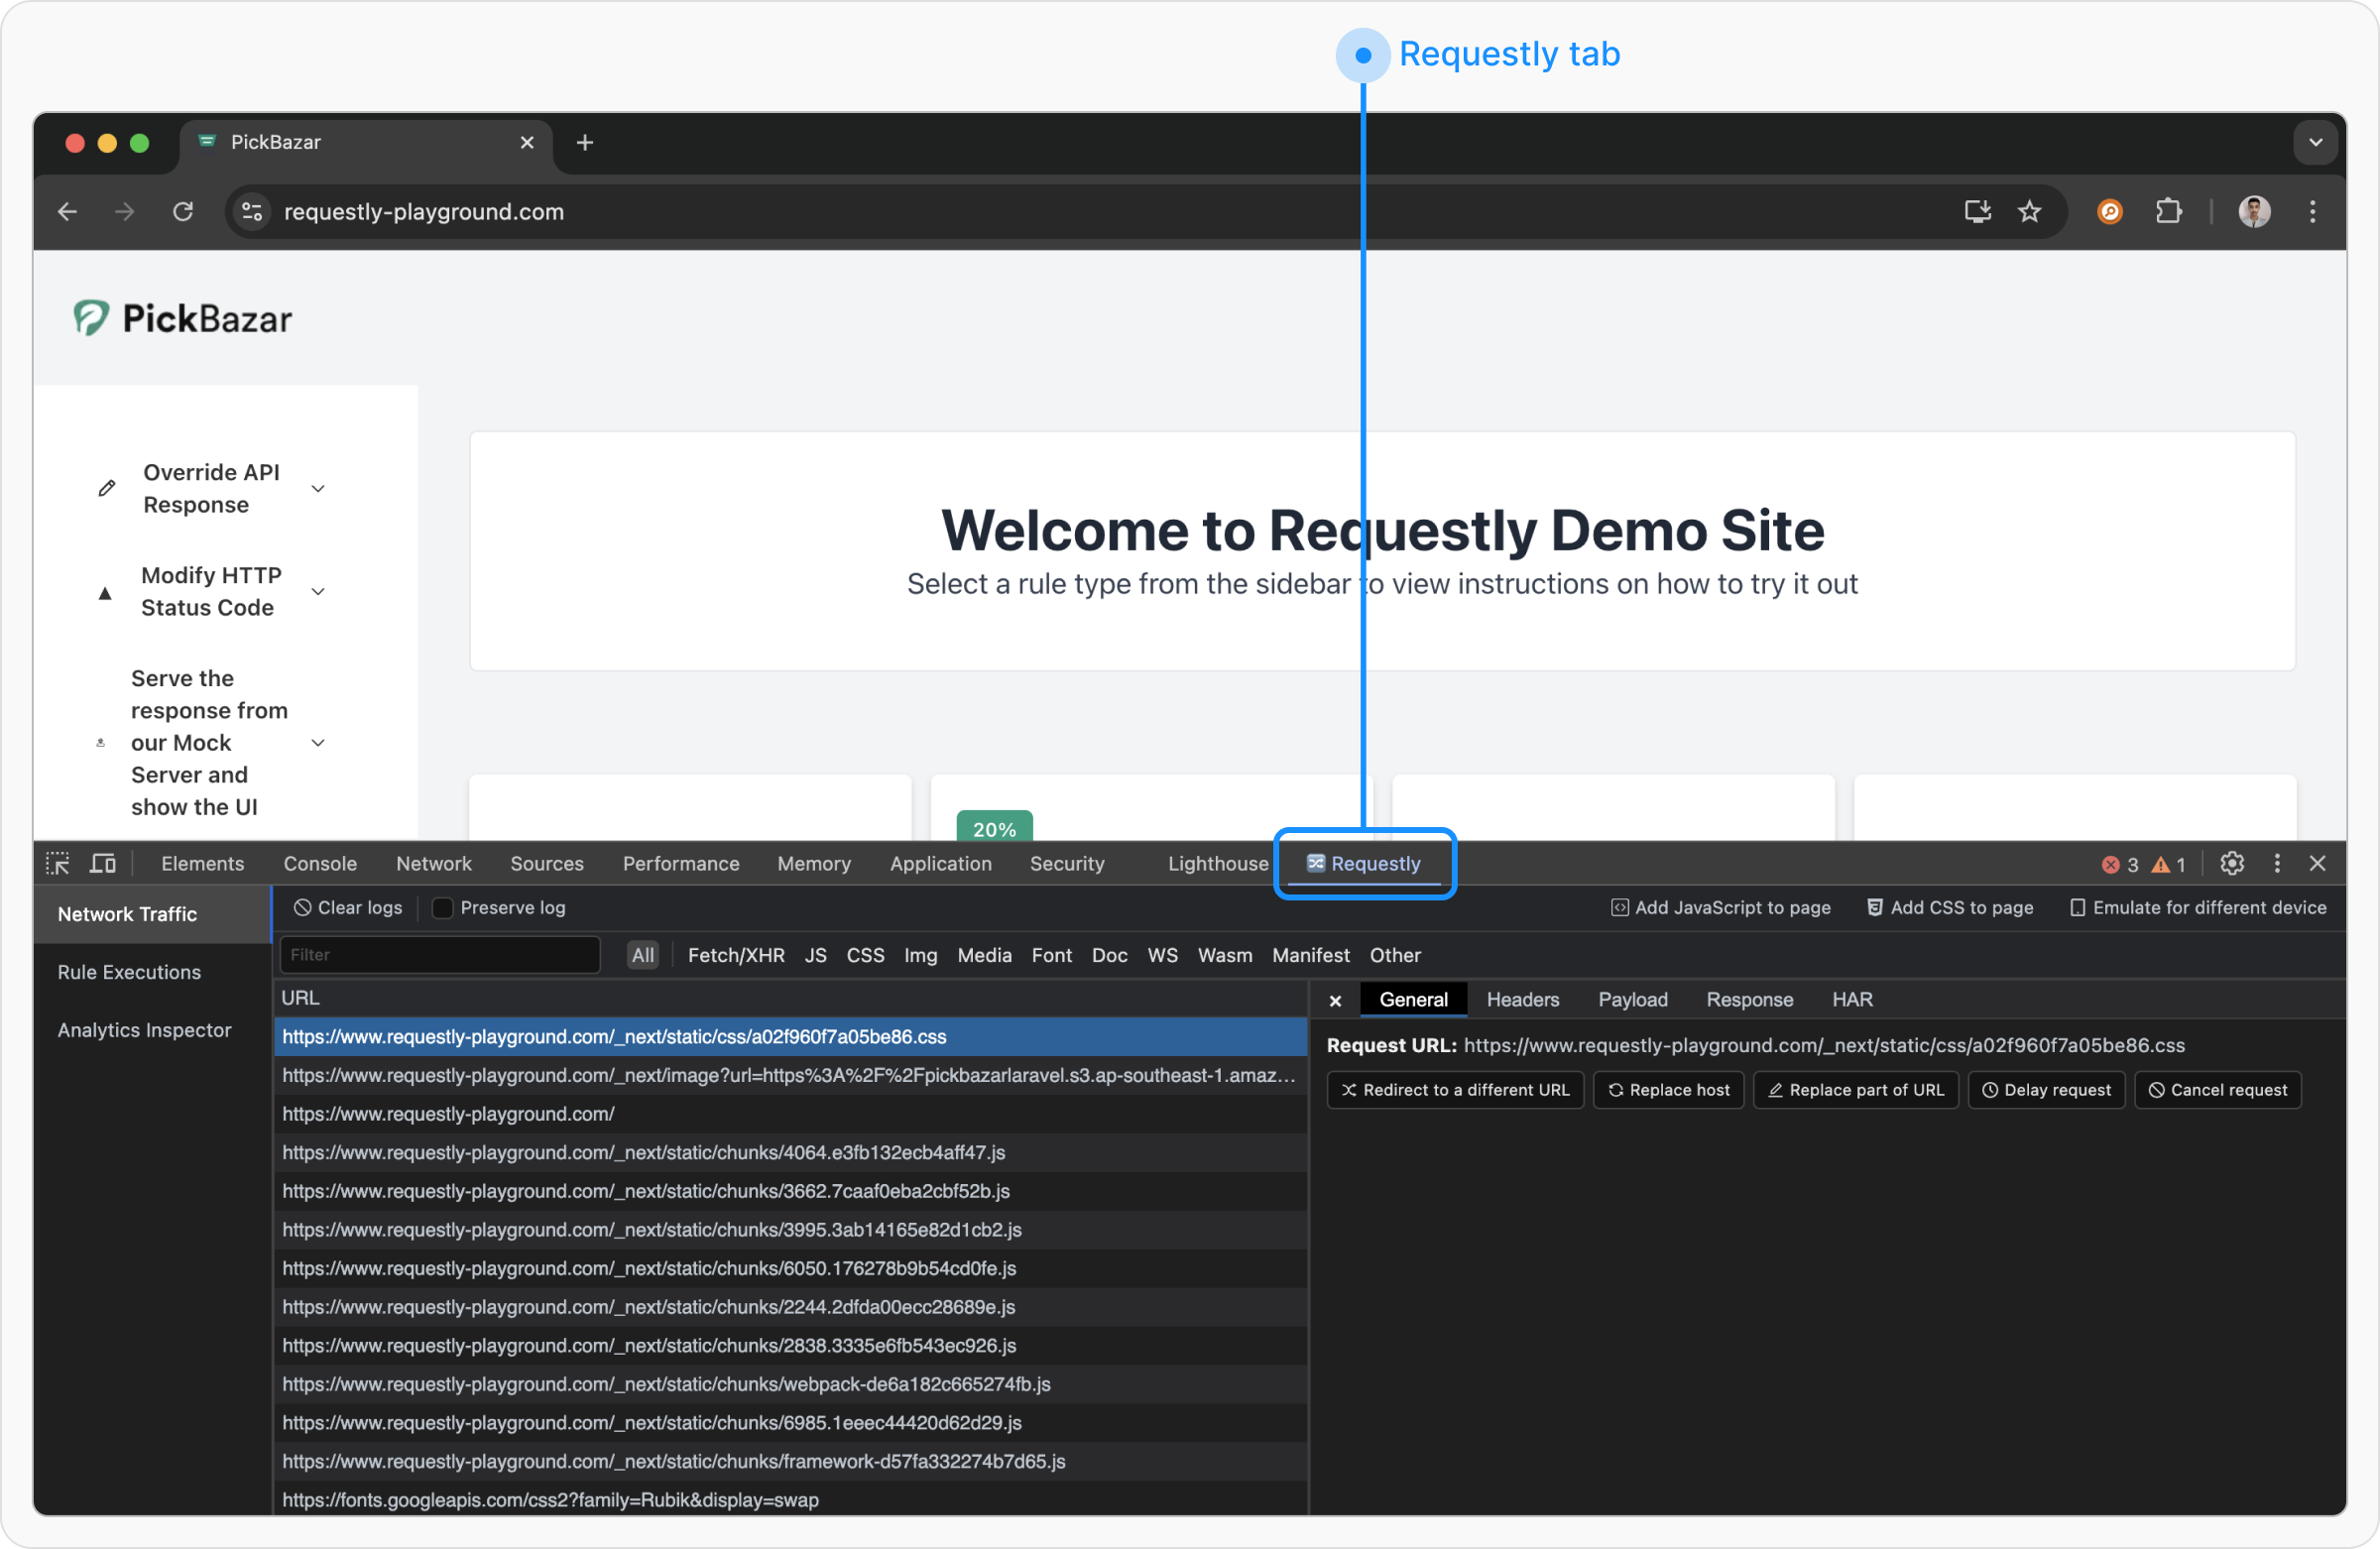 Requestly tab
PickBazar
requestly-playground.com
PickBazar
Override API
Response
Modify HTTP
Status Code
Serve the
response from
our Mock
Server and
show the UI
Welcome to Requestly Demo Site
Select a rule type from the sidebar to view instructions on how to try it out
20%
Elements Console Network Sources Performance Memory Application Security Lighthouse Requestly 3 1
Network Traffic
Rule Executions
Analytics Inspector
Clear logs Preserve log Add JavaScript to page Add CSS to page Emulate for different device
Filter All Fetch/XHR JS CSS Img Media Font Doc WS Wasm Manifest Other
URL
https://www.requestly-playground.com/_next/static/css/a02f960f7a05be86.css
https://www.requestly-playground.com/_next/image?url=https%3A%2F%2Fpickbazarlaravel.s3.ap-southeast-1.amaz...
https://www.requestly-playground.com/
https://www.requestly-playground.com/_next/static/chunks/4064.e3fb132ecb4aff47.js
https://www.requestly-playground.com/_next/static/chunks/3662.7caaf0eba2cbf52b.js
https://www.requestly-playground.com/_next/static/chunks/3995.3ab14165e82d1cb2.js
https://www.requestly-playground.com/_next/static/chunks/6050.176278b9b54cd0fe.js
https://www.requestly-playground.com/_next/static/chunks/2244.2dfda00ecc28689e.js
https://www.requestly-playground.com/_next/static/chunks/2838.3335e6fb543ec926.js
https://www.requestly-playground.com/_next/static/chunks/webpack-de6a182c665274fb.js
https://www.requestly-playground.com/_next/static/chunks/6985.1eeec44420d62d29.js
https://www.requestly-playground.com/_next/static/chunks/framework-d57fa332274b7d65.js
https://fonts.googleapis.com/css2?family=Rubik&display=swap
General Headers Payload Response HAR
Request URL: https://www.requestly-playground.com/_next/static/css/a02f960f7a05be86.css
Redirect to a different URL Replace host Replace part of URL Delay request Cancel request